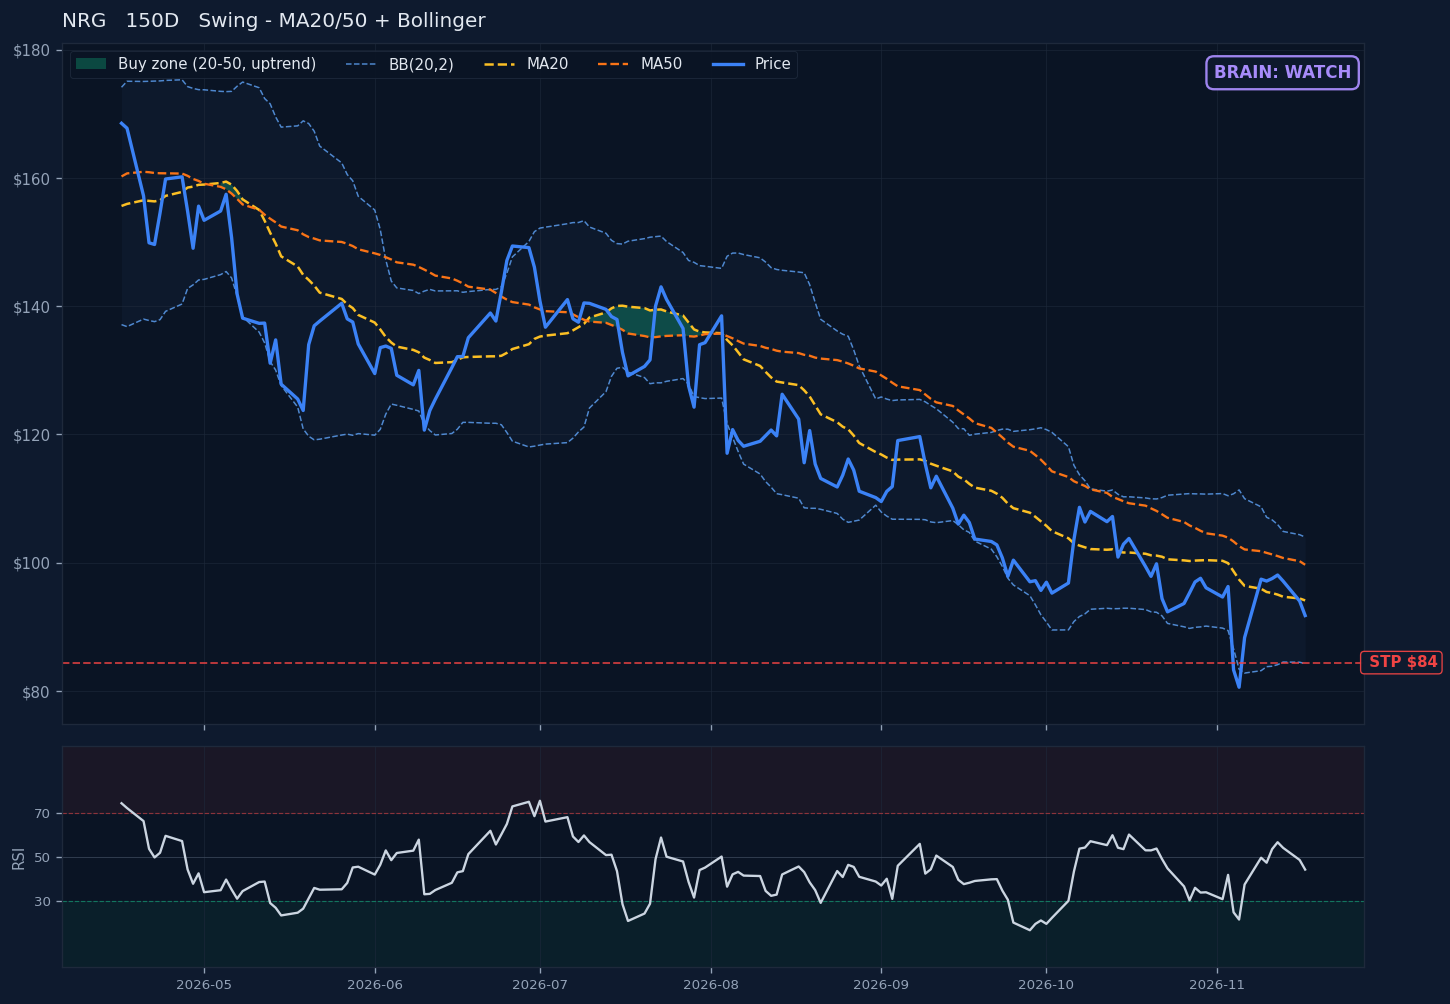 NRG   150D   Swing - MA20/50 + Bollinger
Buy zone (20-50, uptrend)   BB(20,2)   MA20   MA50   Price
BRAIN: WATCH
$180
$160
$140
$120
$100
$80
STP $84
RSI
70
50
30
2026-05   2026-06   2026-07   2026-08   2026-09   2026-10   2026-11